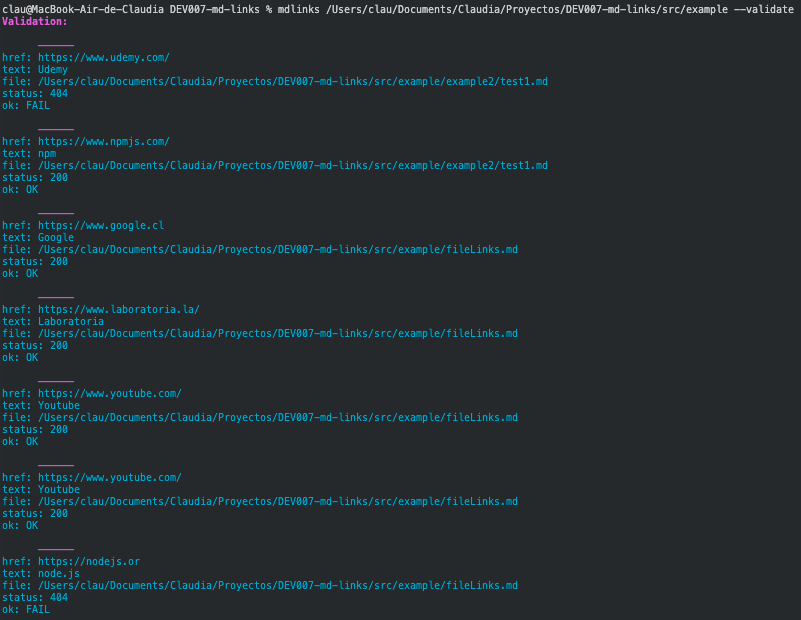 clau@MacBook-Air-de-Claudia DEV007-md-links % mdlinks /Users/clau/Documents/Claudia/Proyectos/DEV007-md-links/src/example --validate
Validation:
______
href: https://www.udemy.com/
text: Udemy
file: /Users/clau/Documents/Claudia/Proyectos/DEV007-md-links/src/example/example2/test1.md
status: 404
ok: FAIL
______
href: https://www.npmjs.com/
text: npm
file: /Users/clau/Documents/Claudia/Proyectos/DEV007-md-links/src/example/example2/test1.md
status: 200
ok: OK
______
href: https://www.google.cl
text: Google
file: /Users/clau/Documents/Claudia/Proyectos/DEV007-md-links/src/example/fileLinks.md
status: 200
ok: OK
______
href: https://www.laboratoria.la/
text: Laboratoria
file: /Users/clau/Documents/Claudia/Proyectos/DEV007-md-links/src/example/fileLinks.md
status: 200
ok: OK
______
href: https://www.youtube.com/
text: Youtube
file: /Users/clau/Documents/Claudia/Proyectos/DEV007-md-links/src/example/fileLinks.md
status: 200
ok: OK
______
href: https://www.youtube.com/
text: Youtube
file: /Users/clau/Documents/Claudia/Proyectos/DEV007-md-links/src/example/fileLinks.md
status: 200
ok: OK
______
href: https://nodejs.or
text: node.js
file: /Users/clau/Documents/Claudia/Proyectos/DEV007-md-links/src/example/fileLinks.md
status: 404
ok: FAIL